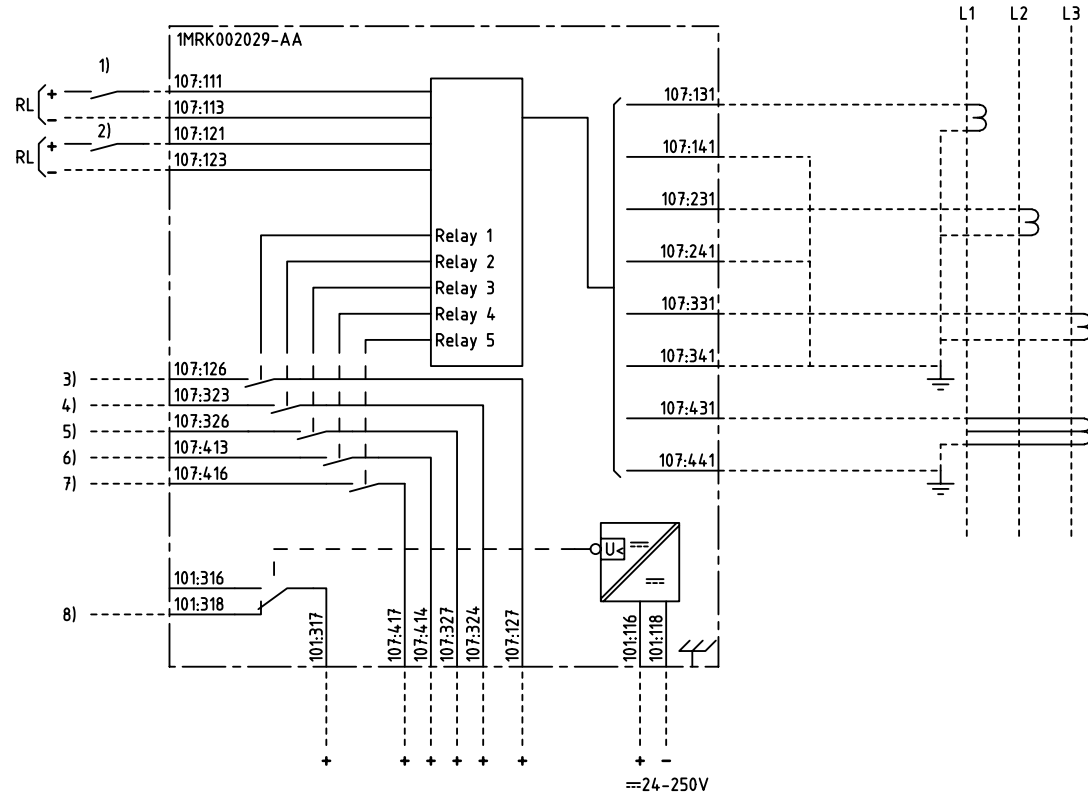 L1 L2 L3
1MRK002029-AA
1)
RL + 107:111
- 107:113
2)
RL + 107:121
- 107:123
107:131
107:141
107:231
107:241
107:331
107:341
107:431
107:441
Relay 1
Relay 2
Relay 3
Relay 4
Relay 5
3) 107:126
4) 107:323
5) 107:326
6) 107:413
7) 107:416
U<
101:316
8) 101:318
101:317
107:417
107:414
107:327
107:324
107:127
101:116
101:118
+ + + + + + + -
24-250V